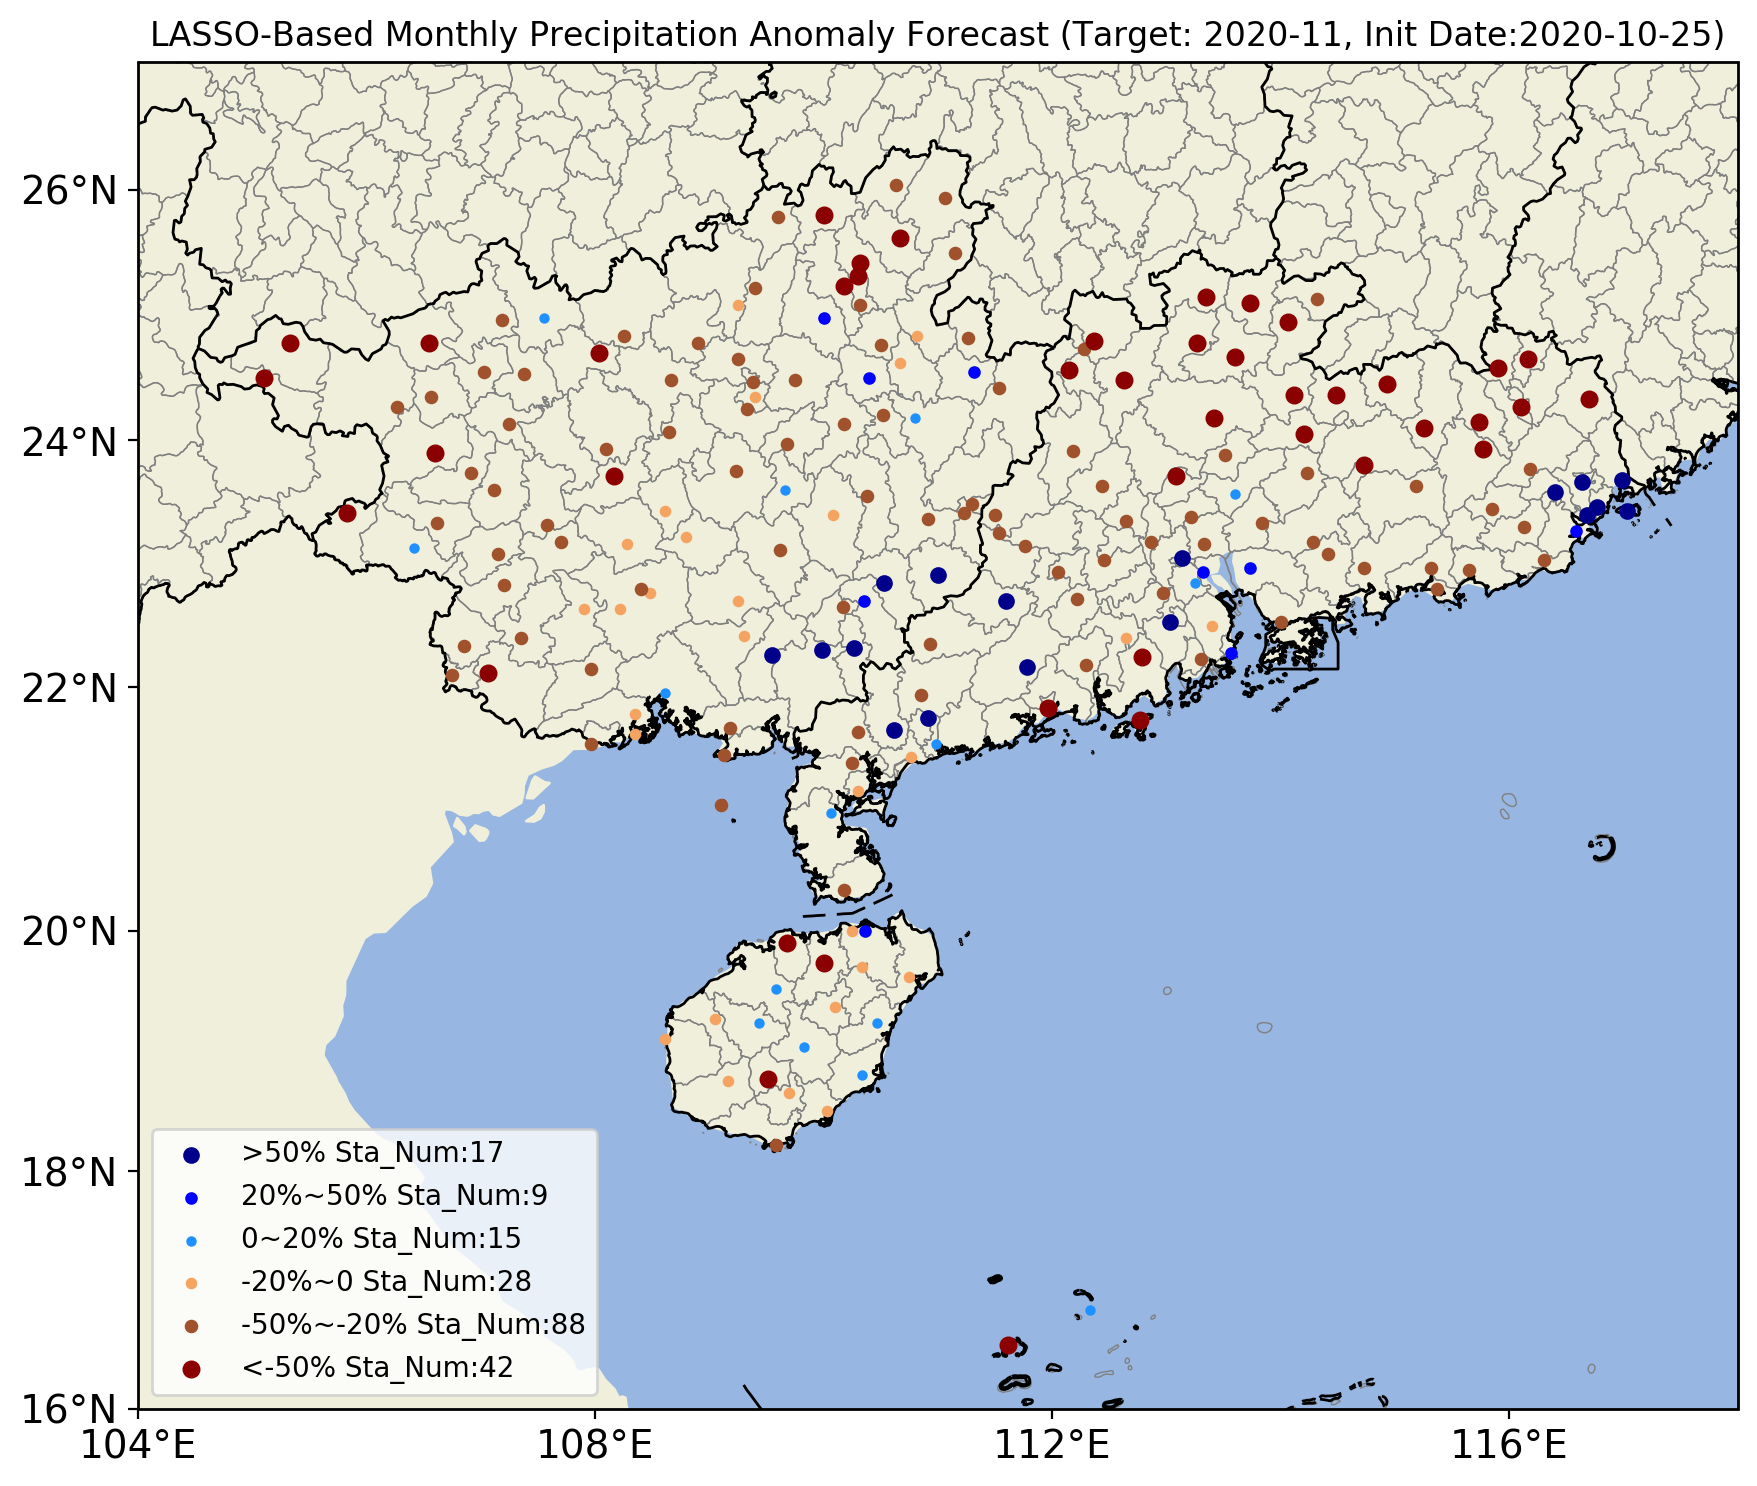 LASSO-Based Monthly Precipitation Anomaly Forecast (Target: 2020-11, Init Date:2020-10-25)
26°N
24°N
22°N
20°N
18°N
16°N
>50% Sta_Num:17
20%~50% Sta_Num:9
0~20% Sta_Num:15
-20%~0 Sta_Num:28
-50%~-20% Sta_Num:88
<-50% Sta_Num:42
104°E
108°E
112°E
116°E